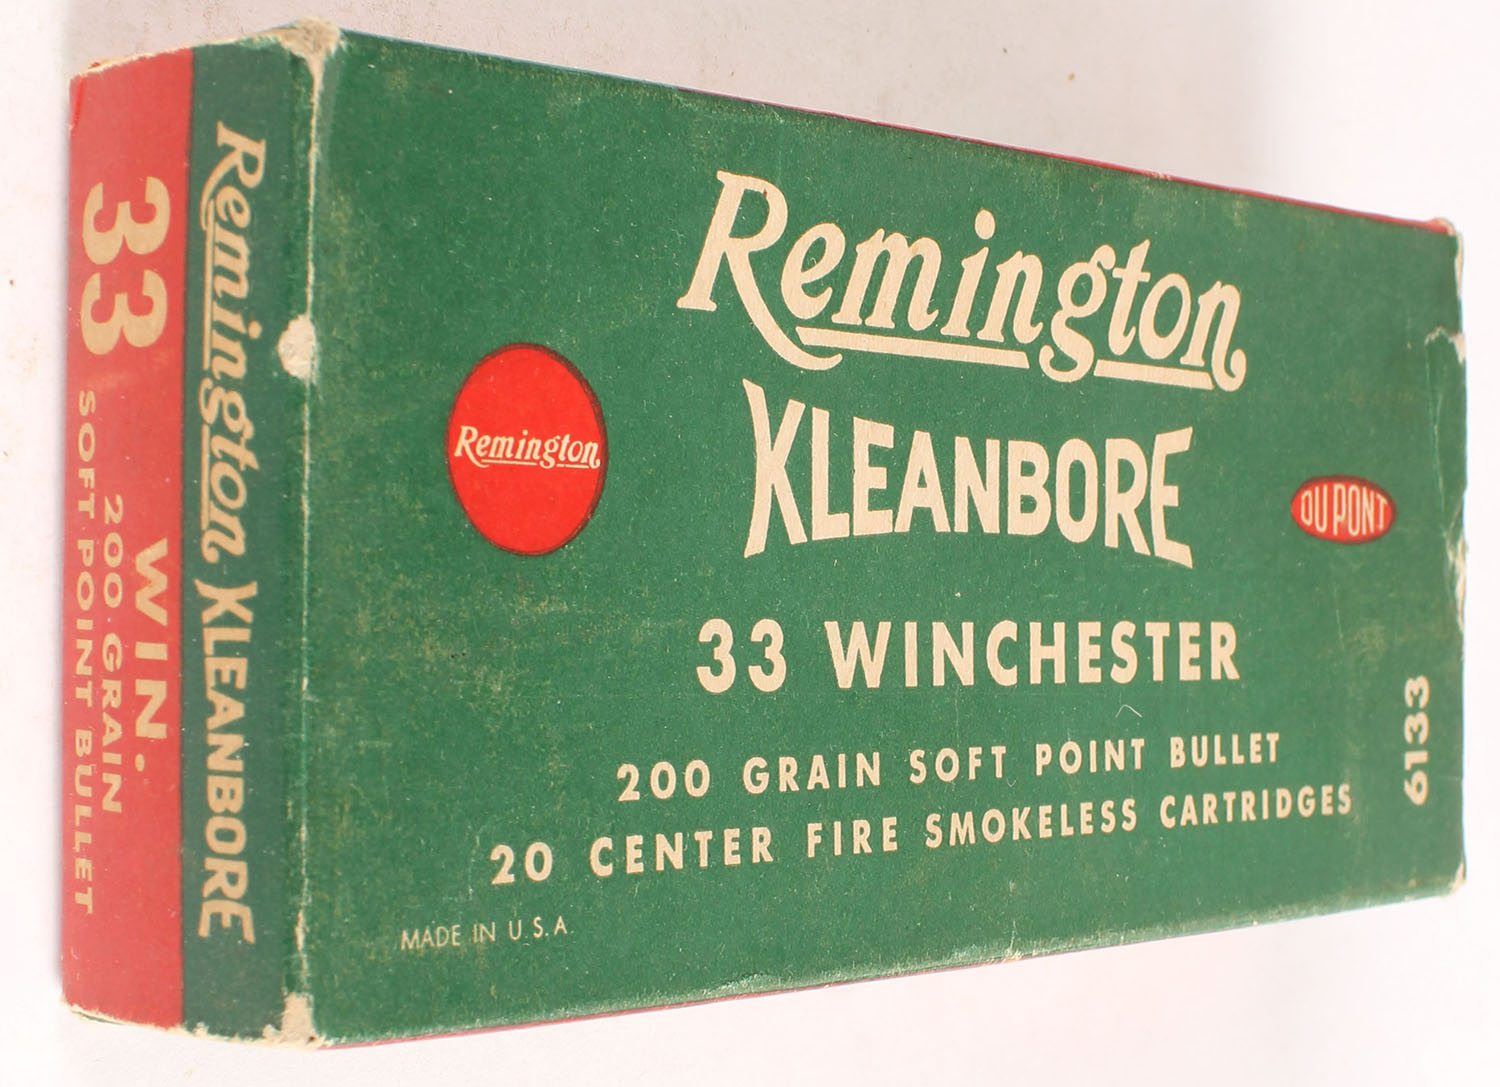 Remington
KLEANBORE
33 WINCHESTER
200 GRAIN SOFT POINT BULLET
20 CENTER FIRE SMOKELESS CARTRIDGES
MADE IN U.S.A.
Remington
DU PONT
6133
Remington KLEANBORE
33 WIN.
200 GRAIN
SOFT POINT BULLET